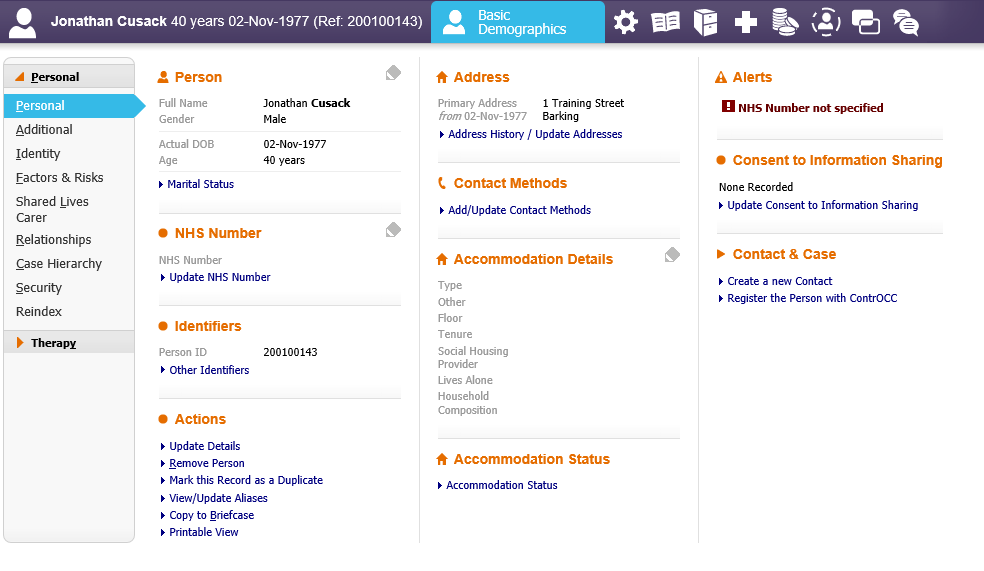 Jonathan Cusack 40 years 02-Nov-1977 (Ref: 200100143)
Basic
Demographics
Personal
Personal
Additional
Identity
Factors & Risks
Shared Lives
Carer
Relationships
Case Hierarchy
Security
Reindex
Therapy
Person
Full Name Jonathan Cusack
Gender Male
Actual DOB 02-Nov-1977
Age 40 years
Marital Status
NHS Number
NHS Number
Update NHS Number
Identifiers
Person ID 200100143
Other Identifiers
Actions
Update Details
Remove Person
Mark this Record as a Duplicate
View/Update Aliases
Copy to Briefcase
Printable View
Address
Primary Address 1 Training Street
from 02-Nov-1977 Barking
Address History / Update Addresses
Contact Methods
Add/Update Contact Methods
Accommodation Details
Type
Other
Floor
Tenure
Social Housing
Provider
Lives Alone
Household
Composition
Accommodation Status
Accommodation Status
Alerts
NHS Number not specified
Consent to Information Sharing
None Recorded
Update Consent to Information Sharing
Contact & Case
Create a new Contact
Register the Person with ContrOCC